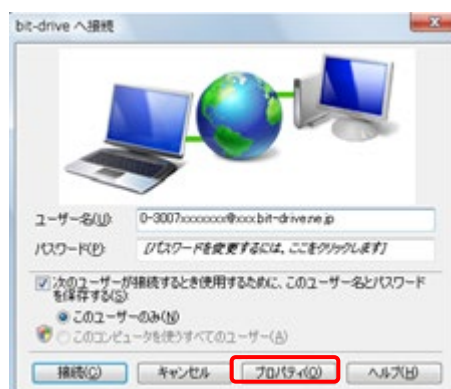 bit-drive へ接続
ユーザー名(U):
0-3007xxxxxxx@xxx.bit-drive.ne.jp
パスワード(P):
[パスワードを変更するには、ここをクリックします]
次のユーザーが接続するとき使用するために、このユーザー名とパスワード
を保存する(S):
このユーザーのみ(N)
このコンピュータを使うすべてのユーザー(A)
接続(C)
キャンセル
プロパティ(O)
ヘルプ(H)